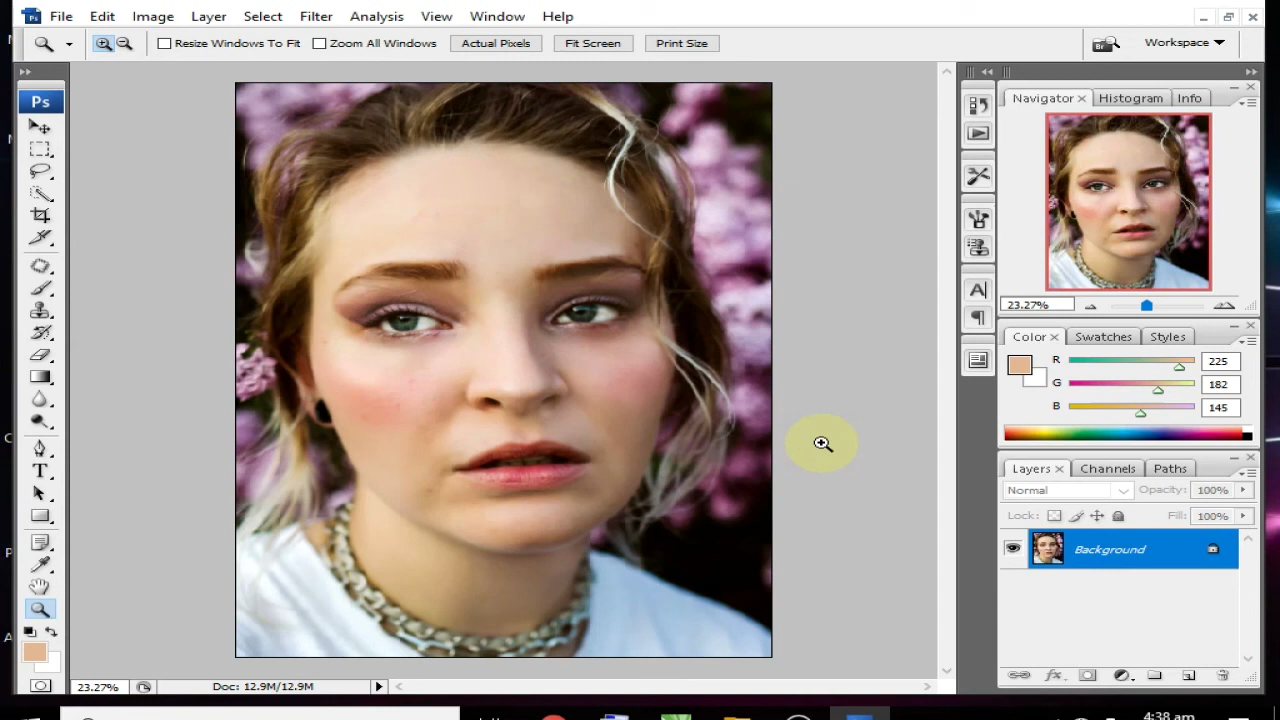 Ps File Edit Image Layer Select Filter Analysis View Window Help
Resize Windows To Fit Zoom All Windows Actual Pixels Fit Screen Print Size Br Workspace
Ps
Navigator Histogram Info
23.27%
Color Swatches Styles
R 225
G 182
B 145
Layers Channels Paths
Normal Opacity: 100%
Lock: Fill: 100%
Background
T
A
23.27% Doc: 12.9M/12.9M
4:38 am